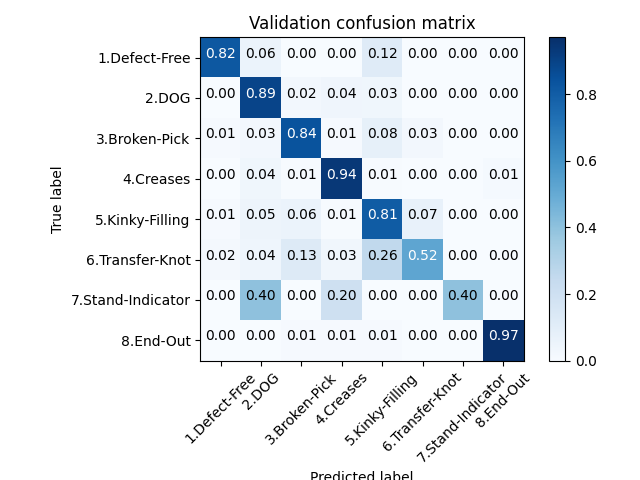 Validation confusion matrix
True label
1.Defect-Free 0.82 0.06 0.00 0.00 0.12 0.00 0.00 0.00
2.DOG 0.00 0.89 0.02 0.04 0.03 0.00 0.00 0.00
3.Broken-Pick 0.01 0.03 0.84 0.01 0.08 0.03 0.00 0.00
4.Creases 0.00 0.04 0.01 0.94 0.01 0.00 0.00 0.01
5.Kinky-Filling 0.01 0.05 0.06 0.01 0.81 0.07 0.00 0.00
6.Transfer-Knot 0.02 0.04 0.13 0.03 0.26 0.52 0.00 0.00
7.Stand-Indicator 0.00 0.40 0.00 0.20 0.00 0.00 0.40 0.00
8.End-Out 0.00 0.00 0.01 0.01 0.01 0.00 0.00 0.97
1.Defect-Free
2.DOG
3.Broken-Pick
4.Creases
5.Kinky-Filling
6.Transfer-Knot
7.Stand-Indicator
8.End-Out
Predicted label
0.8
0.6
0.4
0.2
0.0